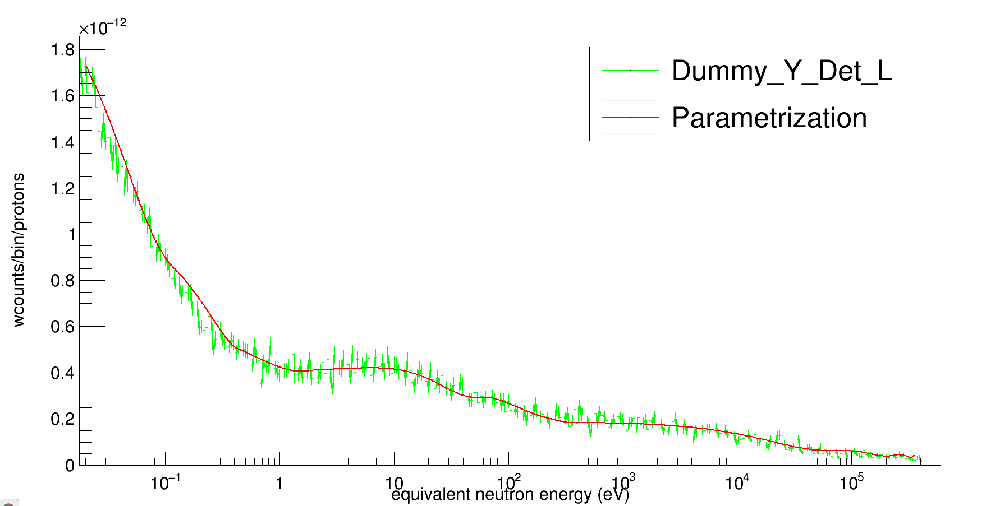 ×10⁻¹²
1.8
1.6
1.4
1.2
1
0.8
0.6
0.4
0.2
0
wcounts/bin/protons
Dummy_Y_Det_L
Parametrization
10⁻¹ 1 10 10² 10³ 10⁴ 10⁵
equivalent neutron energy (eV)